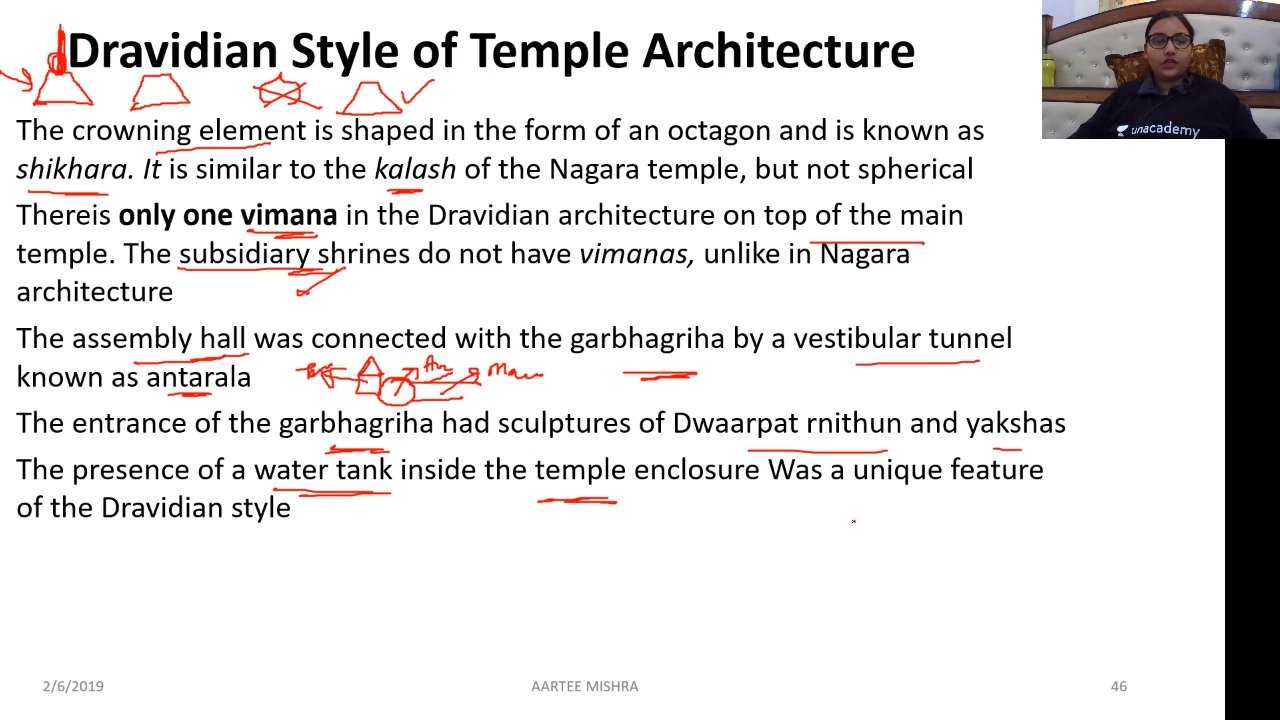 Dravidian Style of Temple Architecture
unacademy
The crowning element is shaped in the form of an octagon and is known as
shikhara. It is similar to the kalash of the Nagara temple, but not spherical
Thereis only one vimana in the Dravidian architecture on top of the main
temple. The subsidiary shrines do not have vimanas, unlike in Nagara
architecture
The assembly hall was connected with the garbhagriha by a vestibular tunnel
known as antarala
The entrance of the garbhagriha had sculptures of Dwaarpat rnithun and yakshas
The presence of a water tank inside the temple enclosure Was a unique feature
of the Dravidian style
2/6/2019 AARTEE MISHRA 46